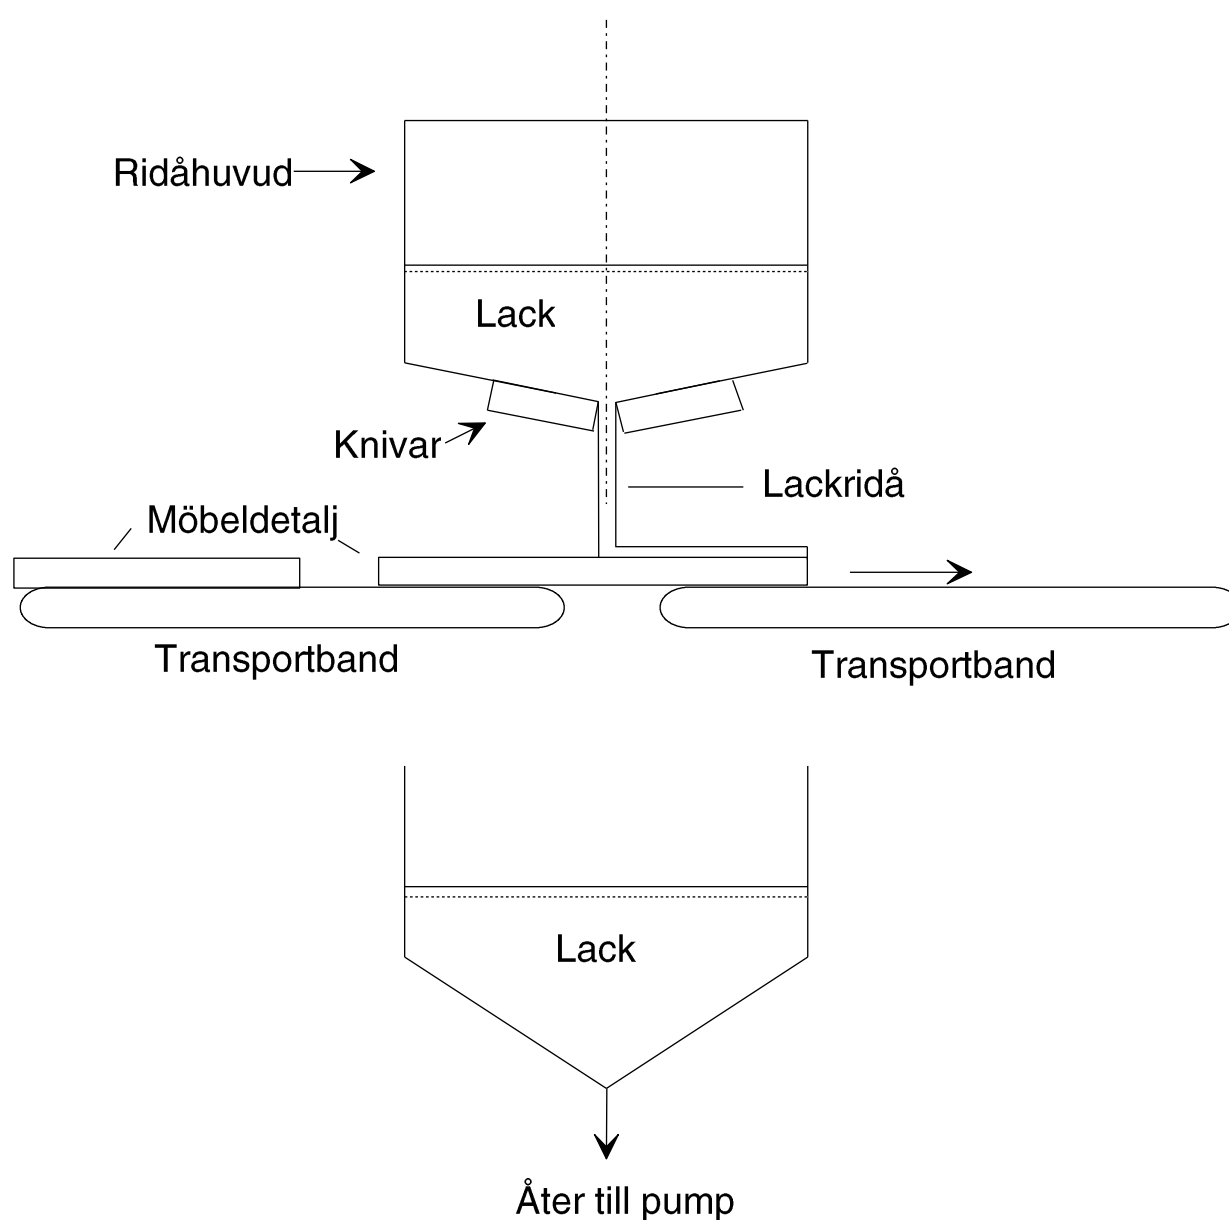 Ridåhuvud
Lack
Knivar
Lackridå
Möbeldetalj
Transportband
Transportband
Lack
Åter till pump